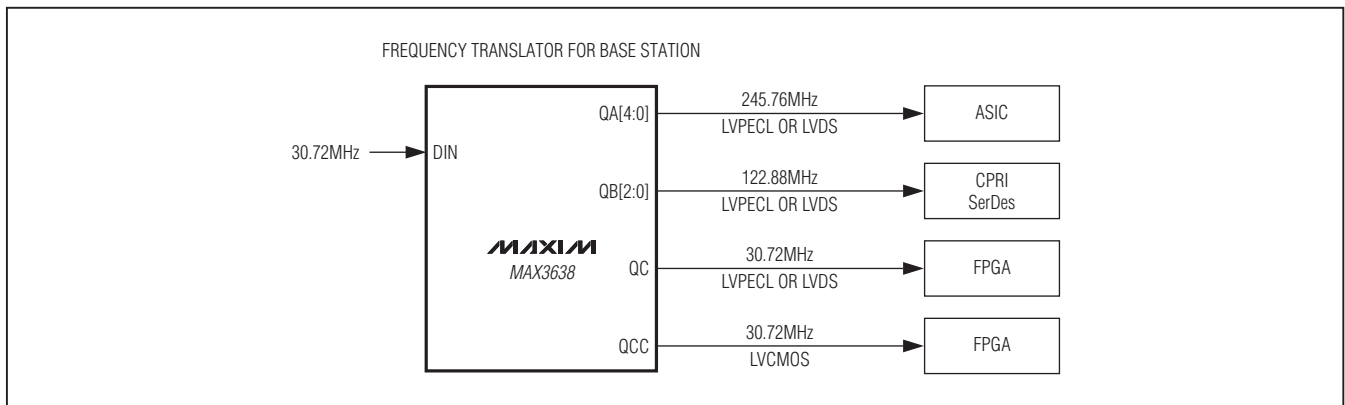 FREQUENCY TRANSLATOR FOR BASE STATION
30.72MHz
DIN
QA[4:0]
245.76MHz
LVPECL OR LVDS
ASIC
QB[2:0]
122.88MHz
LVPECL OR LVDS
CPRI
SerDes
MAXIM
MAX3638
QC
30.72MHz
LVPECL OR LVDS
FPGA
QCC
30.72MHz
LVCMOS
FPGA